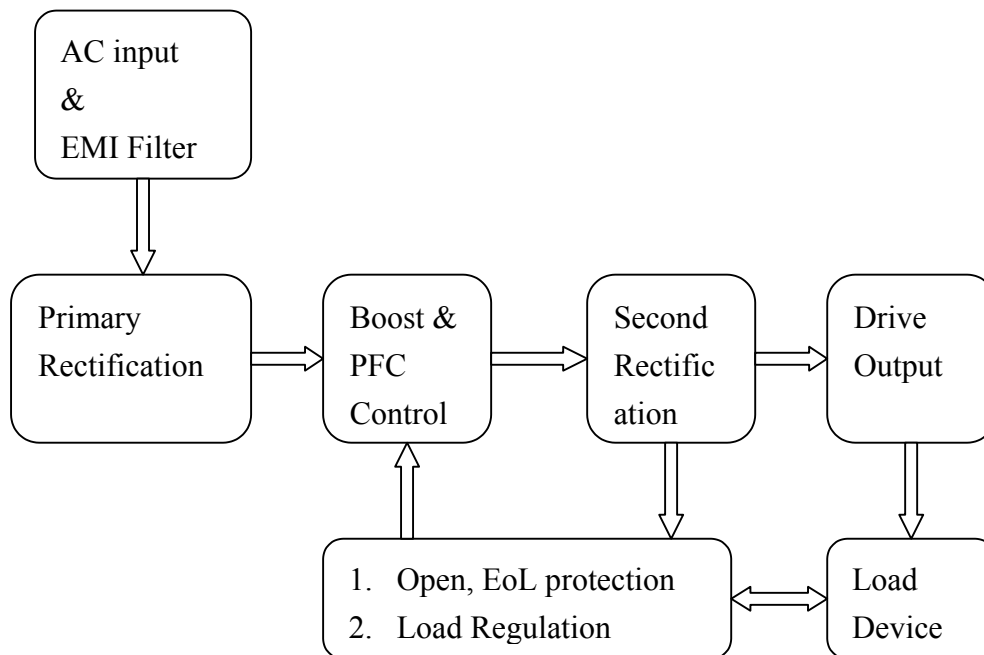 AC input
&
EMI Filter
Primary
Rectification
Boost &
PFC
Control
Second
Rectific
ation
Drive
Output
1. Open, EoL protection
2. Load Regulation
Load
Device